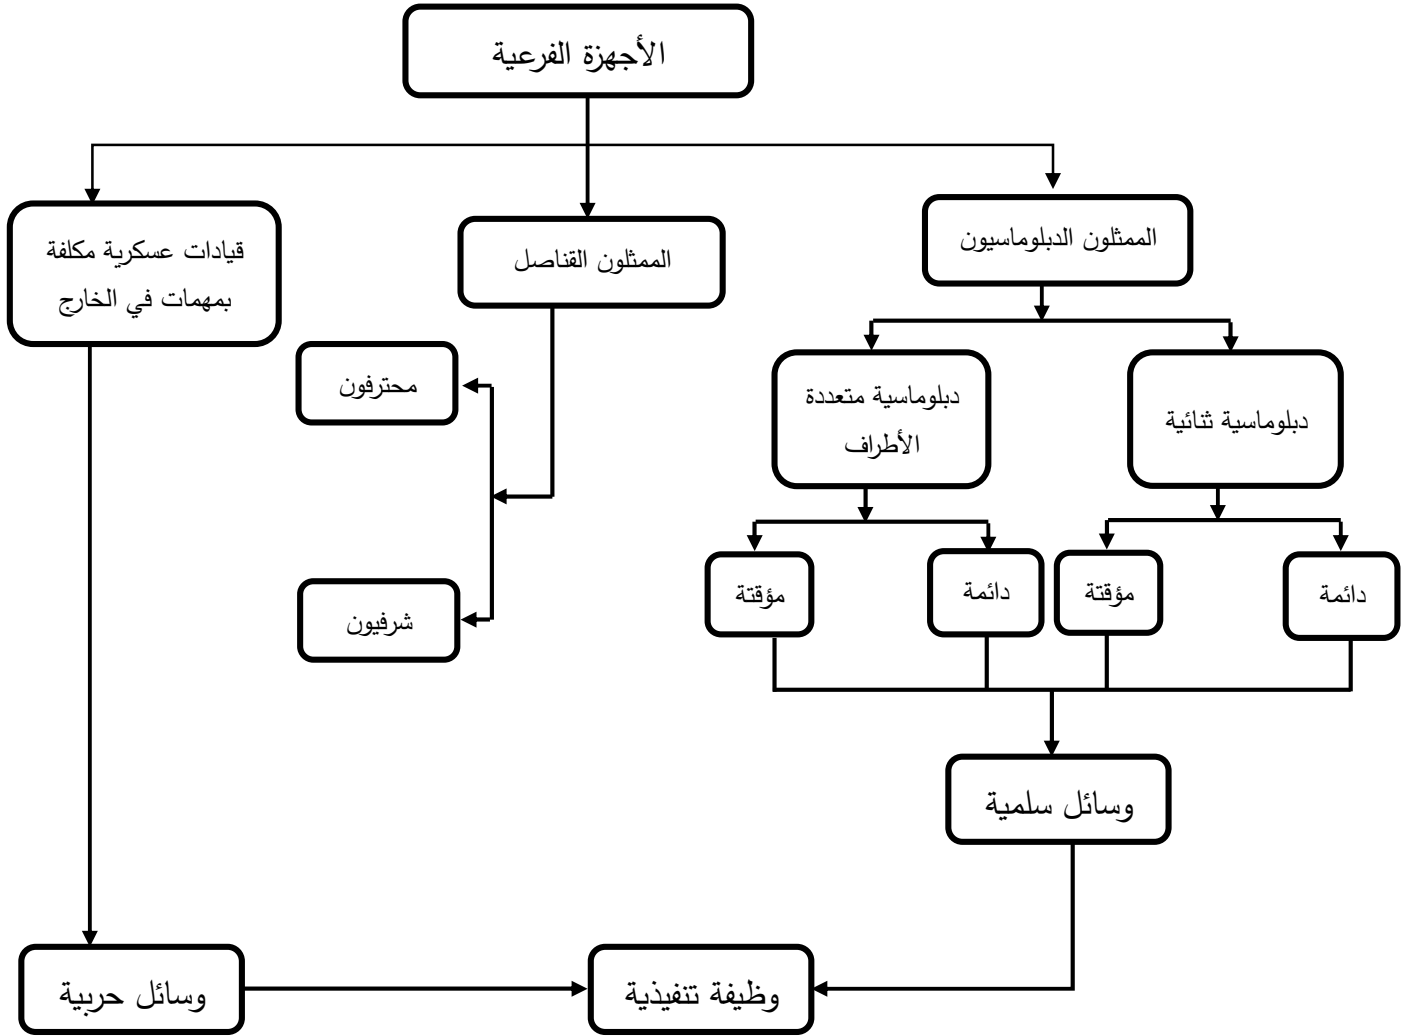 الأجهزة الفرعية
الممثلون الدبلوماسيون
الممثلون القناصل
قيادات عسكرية مكلفة
بمهمات في الخارج
دبلوماسية ثنائية
دبلوماسية متعددة
الأطراف
محترفون
دائمة
مؤقتة
دائمة
مؤقتة
شرفيون
وسائل سلمية
وظيفة تنفيذية
وسائل حربية